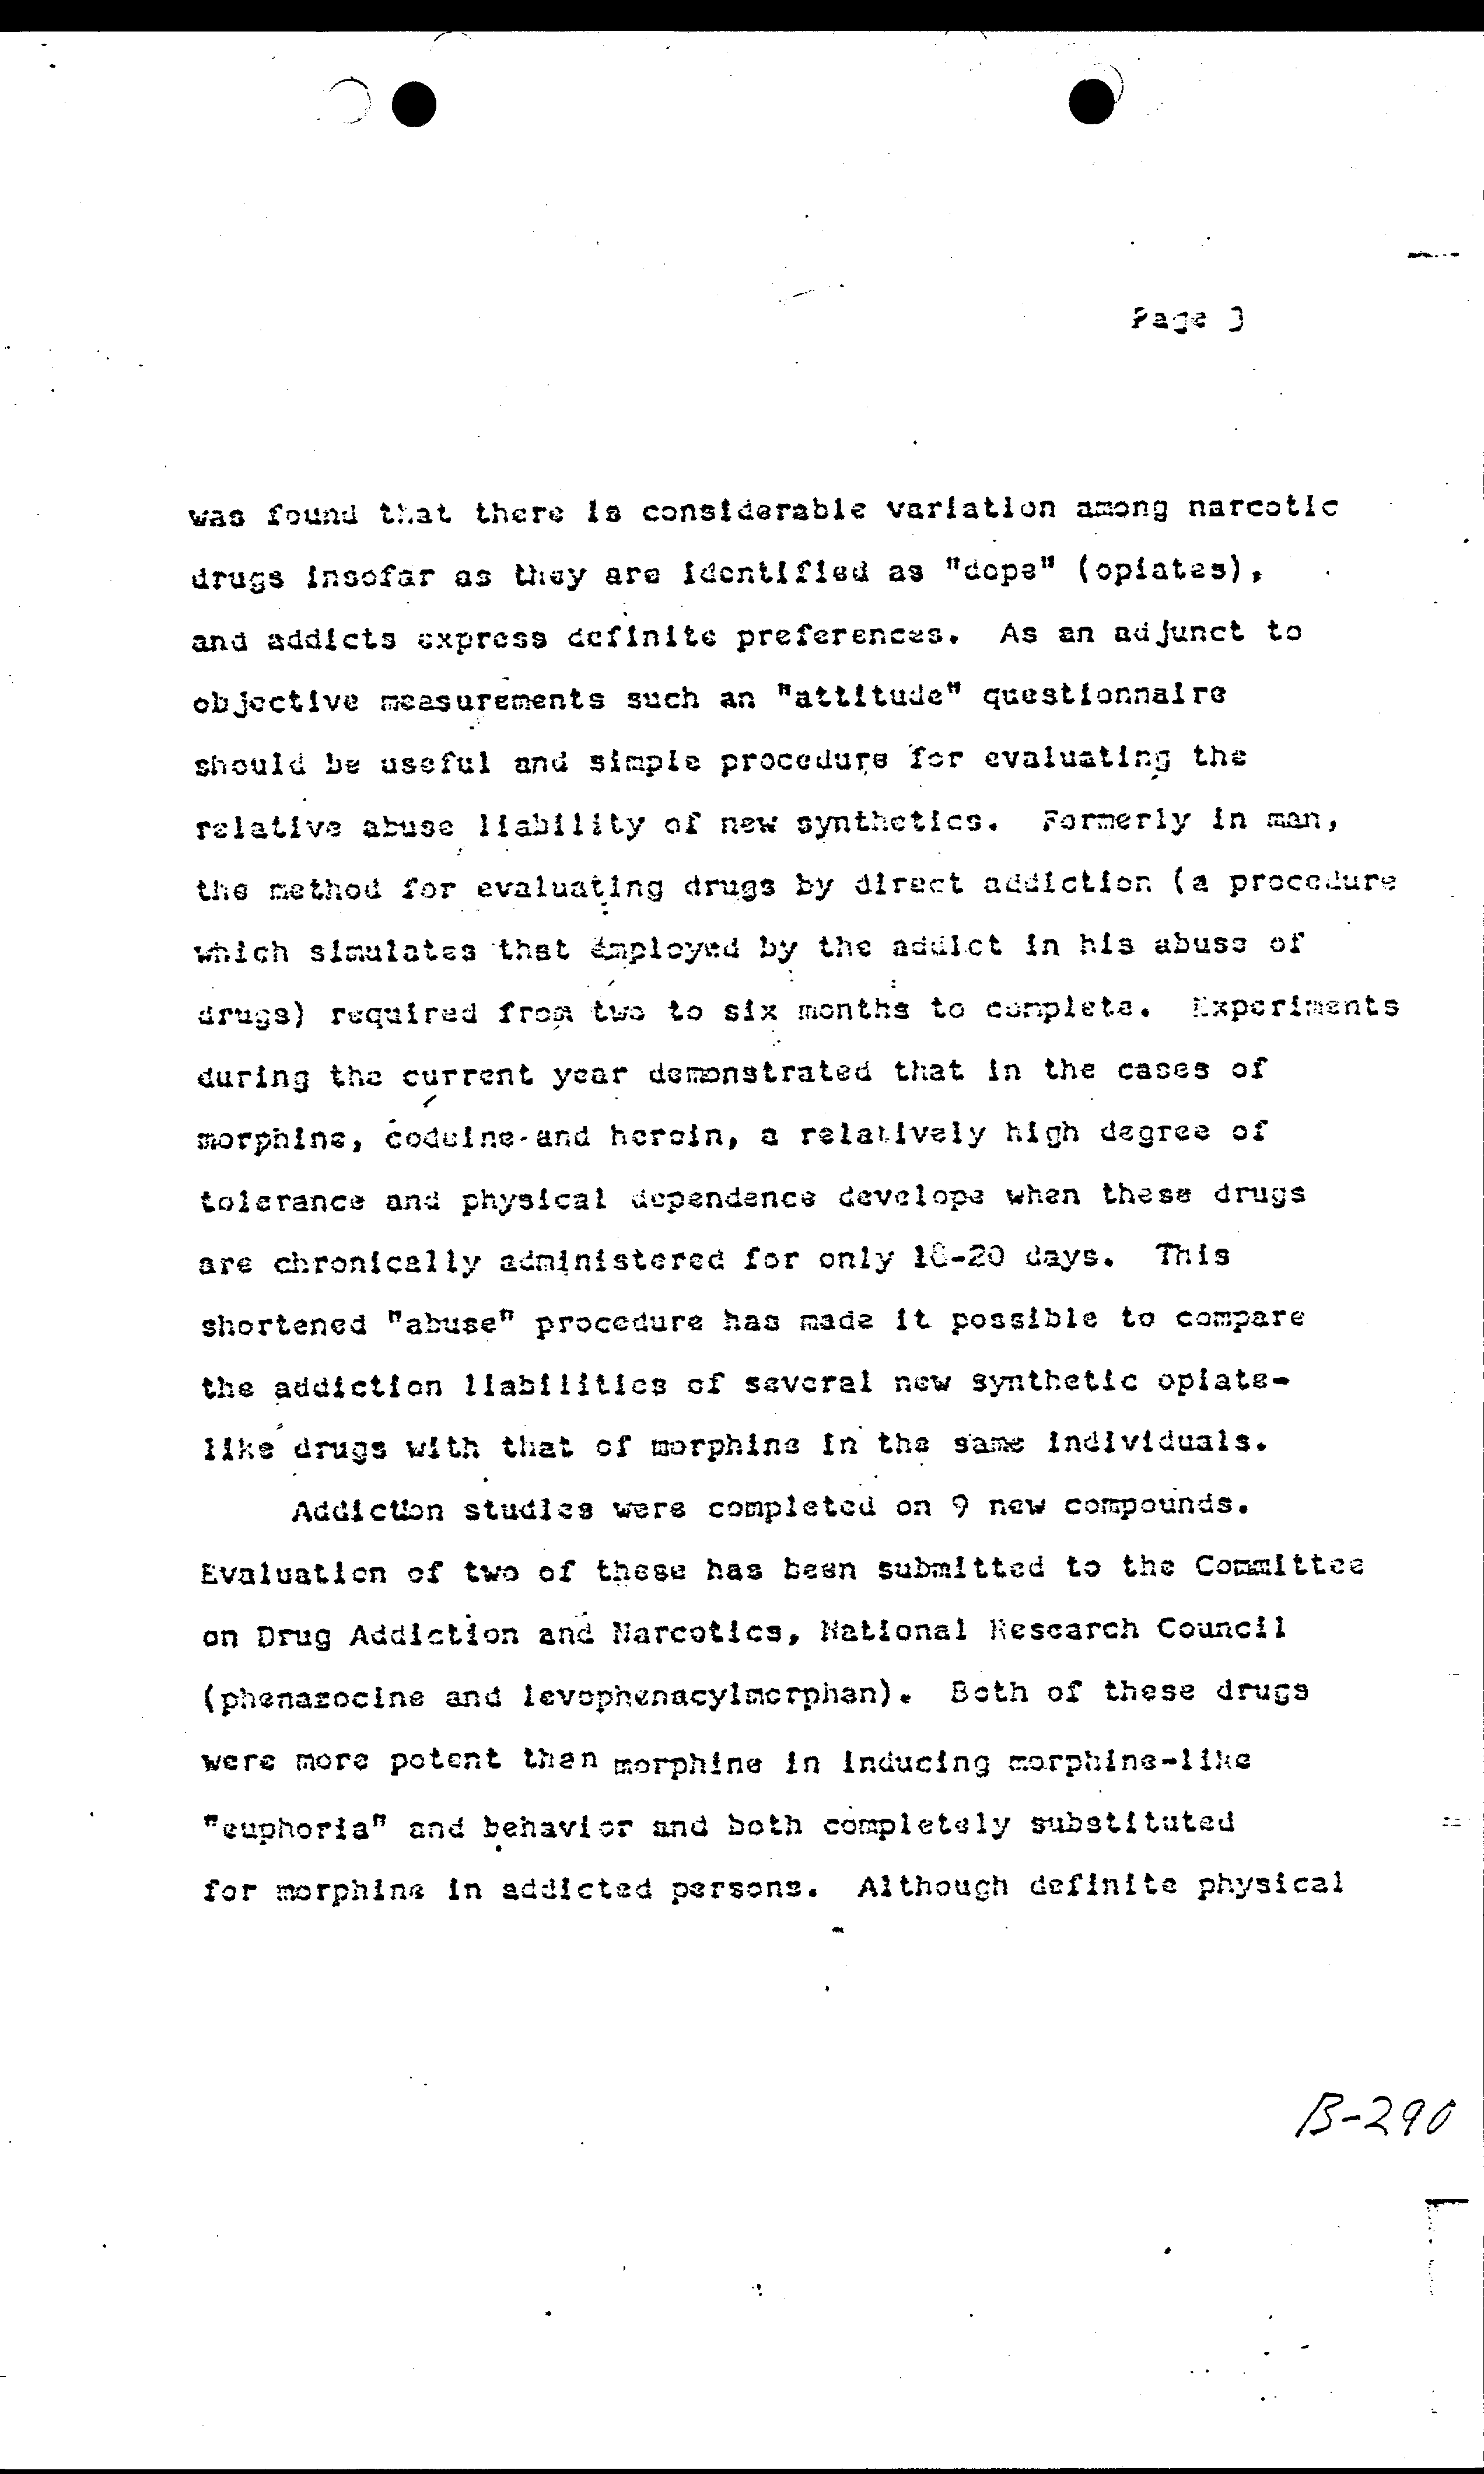 Page 3
was found that there is considerable variation among narcotic
drugs insofar as they are identified as "dope" (opiates),
and addicts express definite preferences. As an adjunct to
objective measurements such an "attitude" questionnaire
should be useful and simple procedure for evaluating the
relative abuse liability of new synthetics. Formerly in man,
the method for evaluating drugs by direct addiction (a procedure
which simulates that employed by the addict in his abuse of
drugs) required from two to six months to complete. Experiments
during the current year demonstrated that in the cases of
morphine, codeine and heroin, a relatively high degree of
tolerance and physical dependence develops when these drugs
are chronically administered for only 18-20 days. This
shortened "abuse" procedure has made it possible to compare
the addiction liabilities of several new synthetic opiate-
like drugs with that of morphine in the same individuals.
Addiction studies were completed on 9 new compounds.
Evaluation of two of these has been submitted to the Committee
on Drug Addiction and Narcotics, National Research Council
(phenazocine and levophenacylmorphan). Both of these drugs
were more potent than morphine in inducing morphine-like
"euphoria" and behavior and both completely substituted
for morphine in addicted persons. Although definite physical
B-290